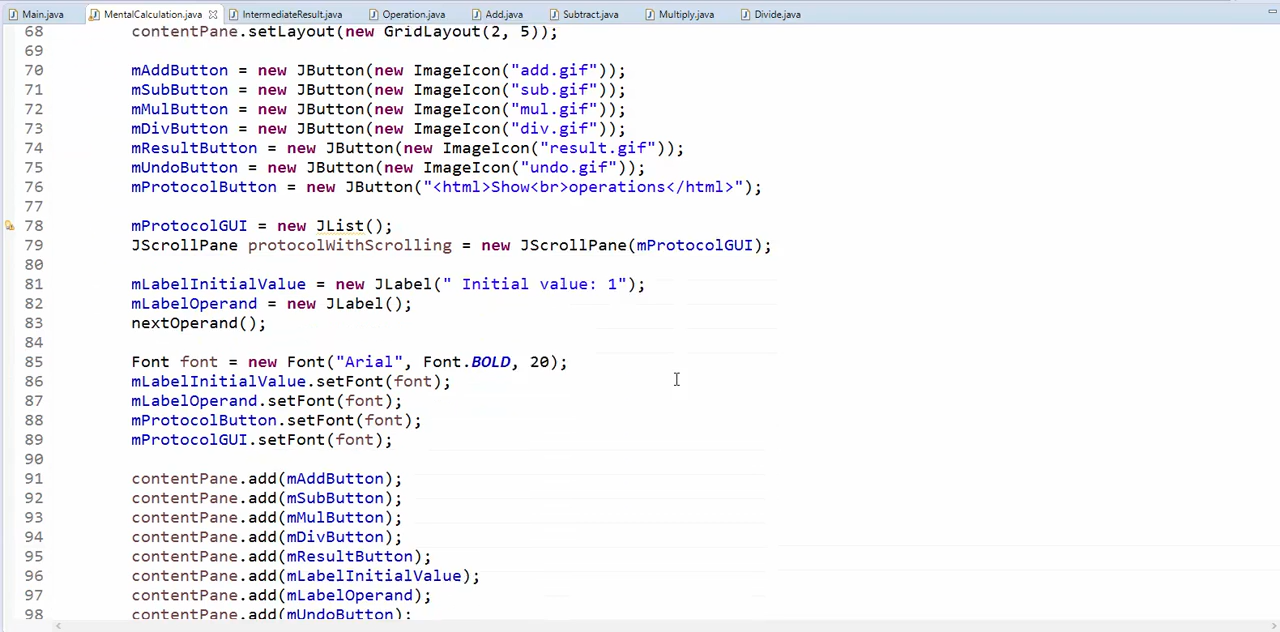 Main.java MentalCalculation.java IntermediateResult.java Operation.java Add.java Subtract.java Multiply.java Divide.java
68 contentPane.setLayout(new GridLayout(2, 5));
69
70 mAddButton = new JButton(new ImageIcon("add.gif"));
71 mSubButton = new JButton(new ImageIcon("sub.gif"));
72 mMulButton = new JButton(new ImageIcon("mul.gif"));
73 mDivButton = new JButton(new ImageIcon("div.gif"));
74 mResultButton = new JButton(new ImageIcon("result.gif"));
75 mUndoButton = new JButton(new ImageIcon("undo.gif"));
76 mProtocolButton = new JButton("<html>Show<br>operations</html>");
77
78 mProtocolGUI = new JList();
79 JScrollPane protocolWithScrolling = new JScrollPane(mProtocolGUI);
80
81 mLabelInitialValue = new JLabel(" Initial value: 1");
82 mLabelOperand = new JLabel();
83 nextOperand();
84
85 Font font = new Font("Arial", Font.BOLD, 20);
86 mLabelInitialValue.setFont(font);
87 mLabelOperand.setFont(font);
88 mProtocolButton.setFont(font);
89 mProtocolGUI.setFont(font);
90
91 contentPane.add(mAddButton);
92 contentPane.add(mSubButton);
93 contentPane.add(mMulButton);
94 contentPane.add(mDivButton);
95 contentPane.add(mResultButton);
96 contentPane.add(mLabelInitialValue);
97 contentPane.add(mLabelOperand);
98 contentPane.add(mUndoButton);